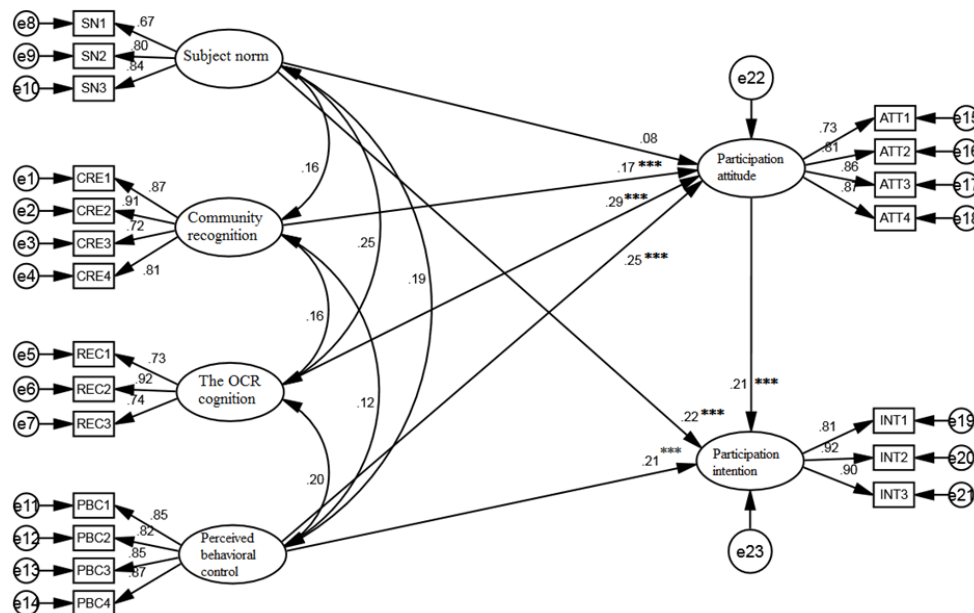 e8
SN1
.67
e9
SN2
.80
e10
SN3
.84
Subject norm
e1
CRE1
.87
e2
CRE2
.91
e3
CRE3
.72
e4
CRE4
.81
Community
recognition
e5
REC1
.73
e6
REC2
.92
e7
REC3
.74
The OCR
cognition
e11
PBC1
.85
e12
PBC2
.82
e13
PBC3
.85
e14
PBC4
.87
Perceived
behavioral
control
.16
.25
.19
.16
.12
.20
.08
.17 ***
.29 ***
.25 ***
.22 ***
.21 ***
.21 ***
e22
Participation
attitude
.73
ATT1
e15
.81
ATT2
e16
.86
ATT3
e17
.87
ATT4
e18
Participation
intention
.81
INT1
e19
.92
INT2
e20
.90
INT3
e21
e23